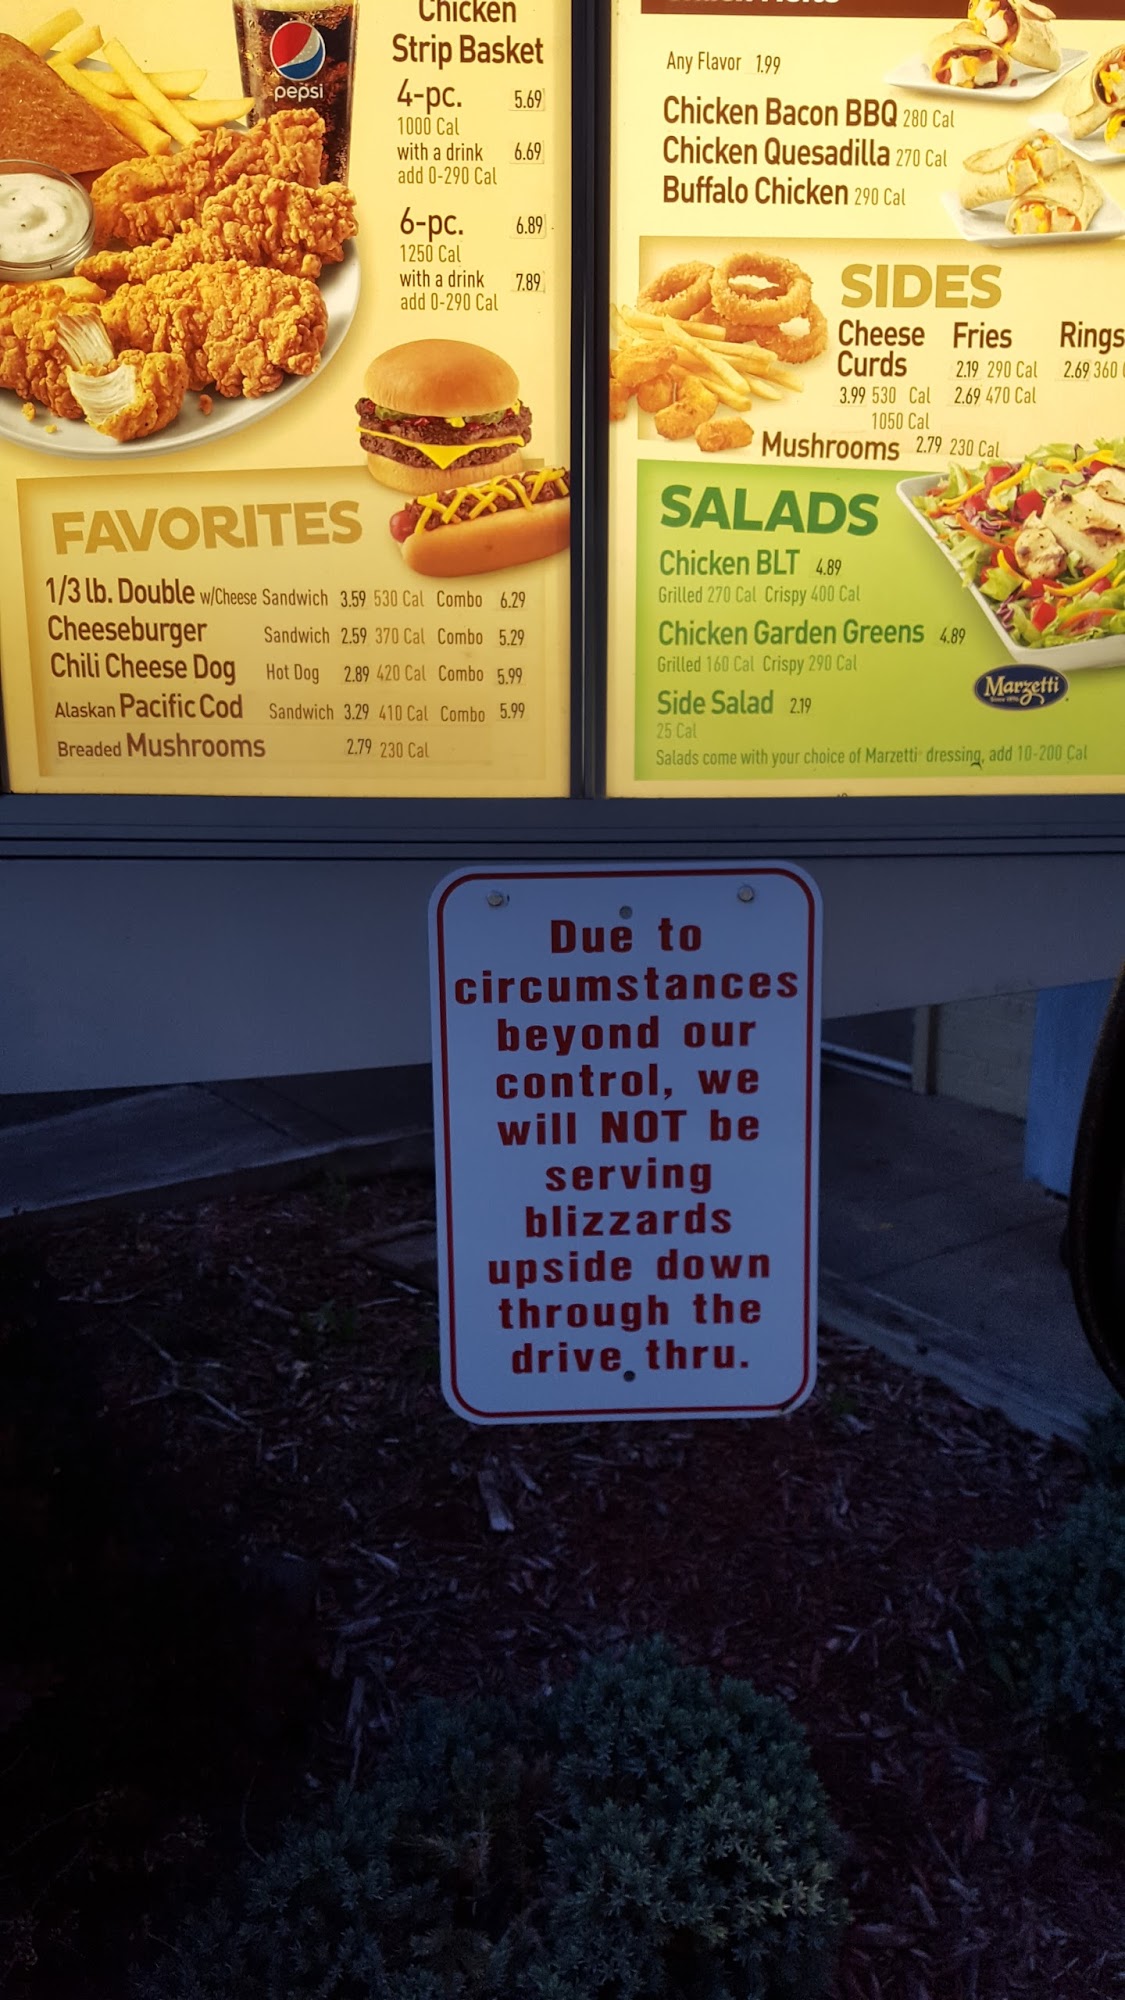 pepsi
Chicken
Strip Basket
4-pc. 5.69
1000 Cal
with a drink 6.69
add 0-290 Cal
6-pc. 6.89
1250 Cal
with a drink 7.89
add 0-290 Cal
FAVORITES
1/3 lb. Double w/Cheese Sandwich 3.59 530 Cal Combo 6.29
Cheeseburger Sandwich 2.59 370 Cal Combo 5.29
Chili Cheese Dog Hot Dog 2.89 420 Cal Combo 5.99
Alaskan Pacific Cod Sandwich 3.29 410 Cal Combo 5.99
Breaded Mushrooms 2.79 230 Cal
Any Flavor 1.99
Chicken Bacon BBQ 280 Cal
Chicken Quesadilla 270 Cal
Buffalo Chicken 290 Cal
SIDES
Cheese Fries Rings
Curds 2.19 290 Cal 2.69 360
3.99 530 Cal 2.69 470 Cal
1050 Cal
Mushrooms 2.79 230 Cal
SALADS
Chicken BLT 4.89
Grilled 270 Cal Crispy 400 Cal
Chicken Garden Greens 4.89
Grilled 160 Cal Crispy 290 Cal
Marzetti
Side Salad 2.19
25 Cal
Salads come with your choice of Marzetti dressing, add 10-200 Cal
Due to
circumstances
beyond our
control, we
will NOT be
serving
blizzards
upside down
through the
drive thru.